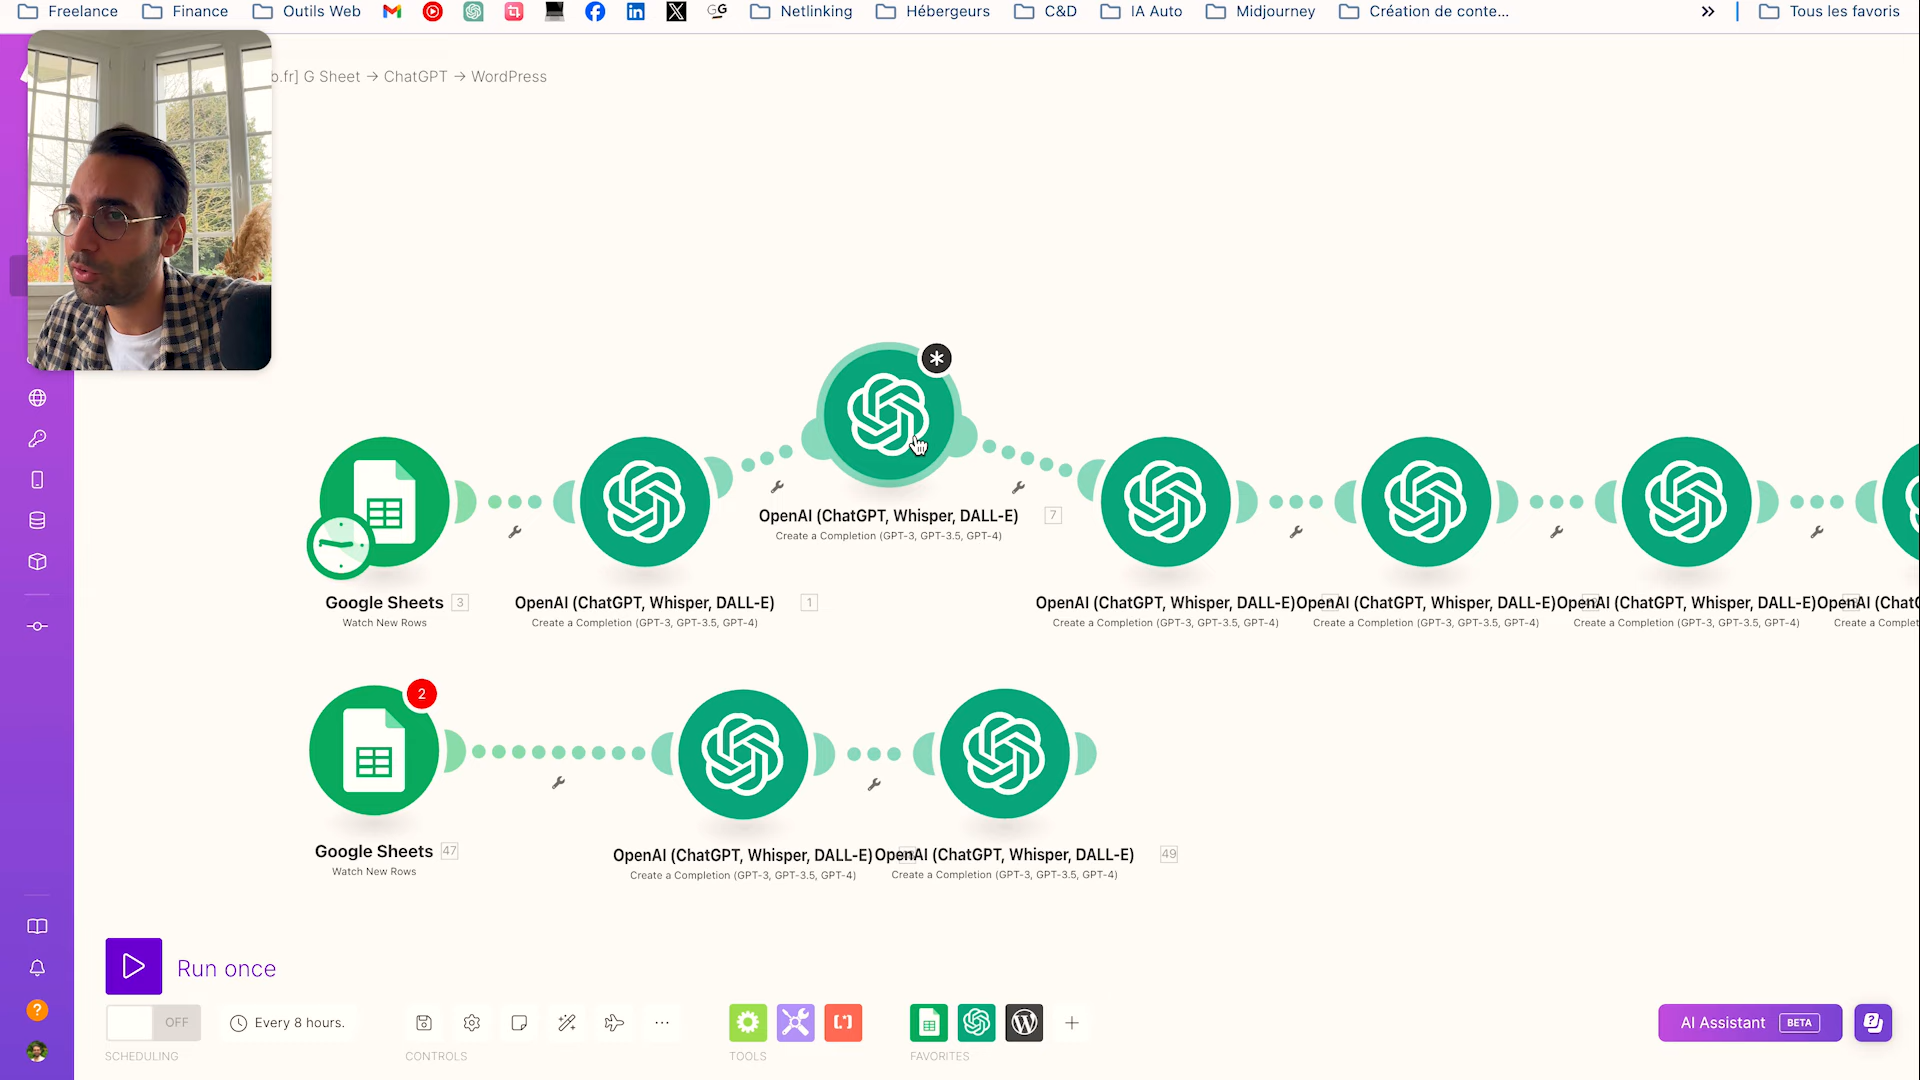 Freelance
Finance
Outils Web
Netlinking
Hébergeurs
C&D
IA Auto
Midjourney
Création de conte...
Tous les favoris
.fr] G Sheet → ChatGPT → WordPress
OpenAI (ChatGPT, Whisper, DALL-E) 7
Create a Completion (GPT-3, GPT-3.5, GPT-4)
Google Sheets 3
Watch New Rows
OpenAI (ChatGPT, Whisper, DALL-E) 1
Create a Completion (GPT-3, GPT-3.5, GPT-4)
OpenAI (ChatGPT, Whisper, DALL-E)
Create a Completion (GPT-3, GPT-3.5, GPT-4)
OpenAI (ChatGPT, Whisper, DALL-E)
Create a Completion (GPT-3, GPT-3.5, GPT-4)
OpenAI (ChatGPT, Whisper, DALL-E)
Create a Completion (GPT-3, GPT-3.5, GPT-4)
OpenAI (Chat
Create a Complet
2
Google Sheets 47
Watch New Rows
OpenAI (ChatGPT, Whisper, DALL-E)
Create a Completion (GPT-3, GPT-3.5, GPT-4)
OpenAI (ChatGPT, Whisper, DALL-E) 49
Create a Completion (GPT-3, GPT-3.5, GPT-4)
Run once
OFF
Every 8 hours.
SCHEDULING
CONTROLS
TOOLS
FAVORITES
AI Assistant BETA